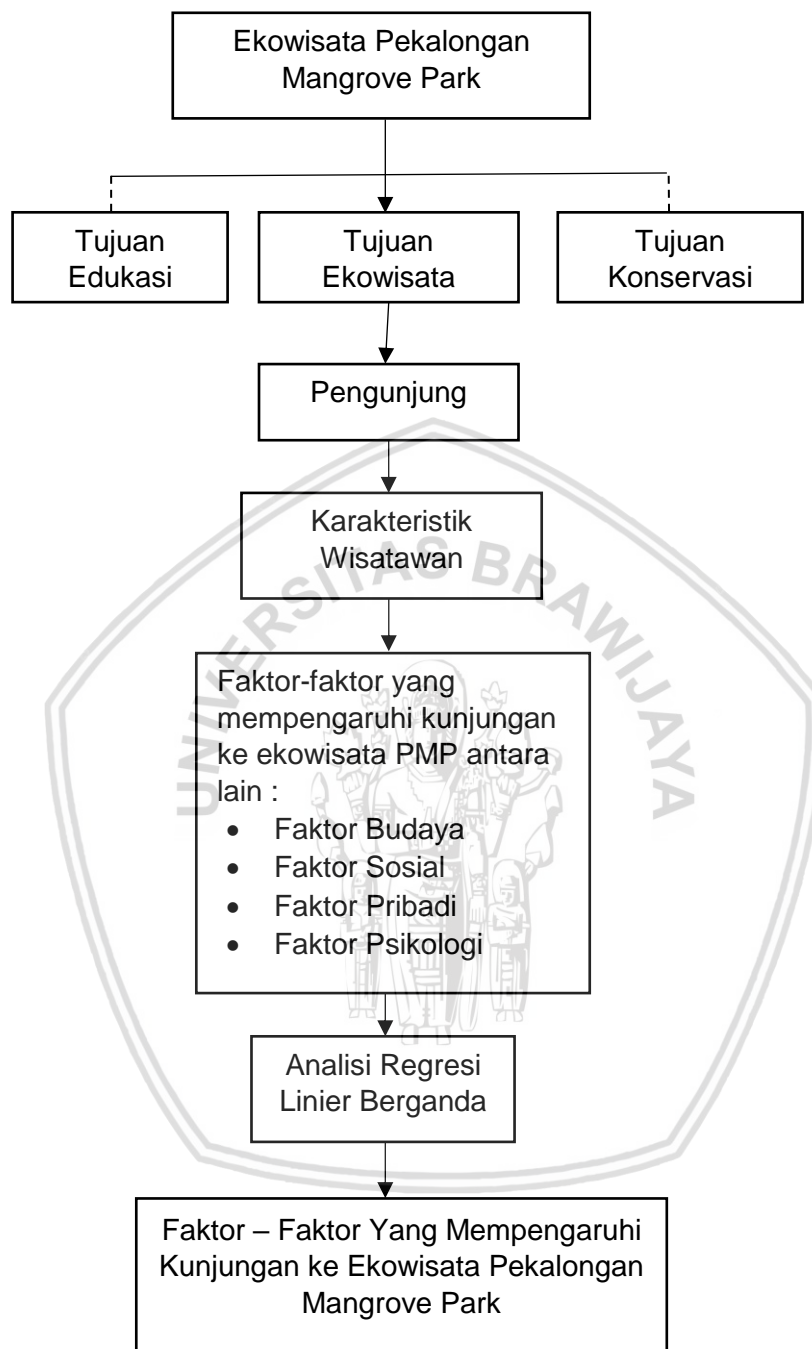 Ekowisata Pekalongan
Mangrove Park
Tujuan
Edukasi
Tujuan
Ekowisata
Tujuan
Konservasi
Pengunjung
Karakteristik
Wisatawan
UNIVERSITAS BRAWIJAYA
Faktor-faktor yang
mempengaruhi kunjungan
ke ekowisata PMP antara
lain :
• Faktor Budaya
• Faktor Sosial
• Faktor Pribadi
• Faktor Psikologi
Analisi Regresi
Linier Berganda
Faktor – Faktor Yang Mempengaruhi
Kunjungan ke Ekowisata Pekalongan
Mangrove Park